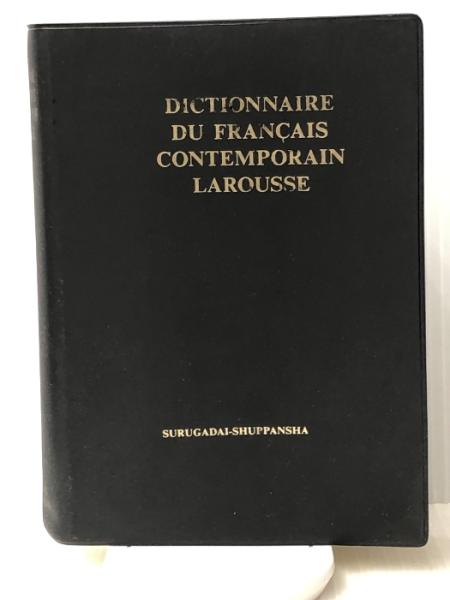 DICTIONNAIRE
DU FRANÇAIS
CONTEMPORAIN
LAROUSSE
SURUGADAI-SHUPPANSHA